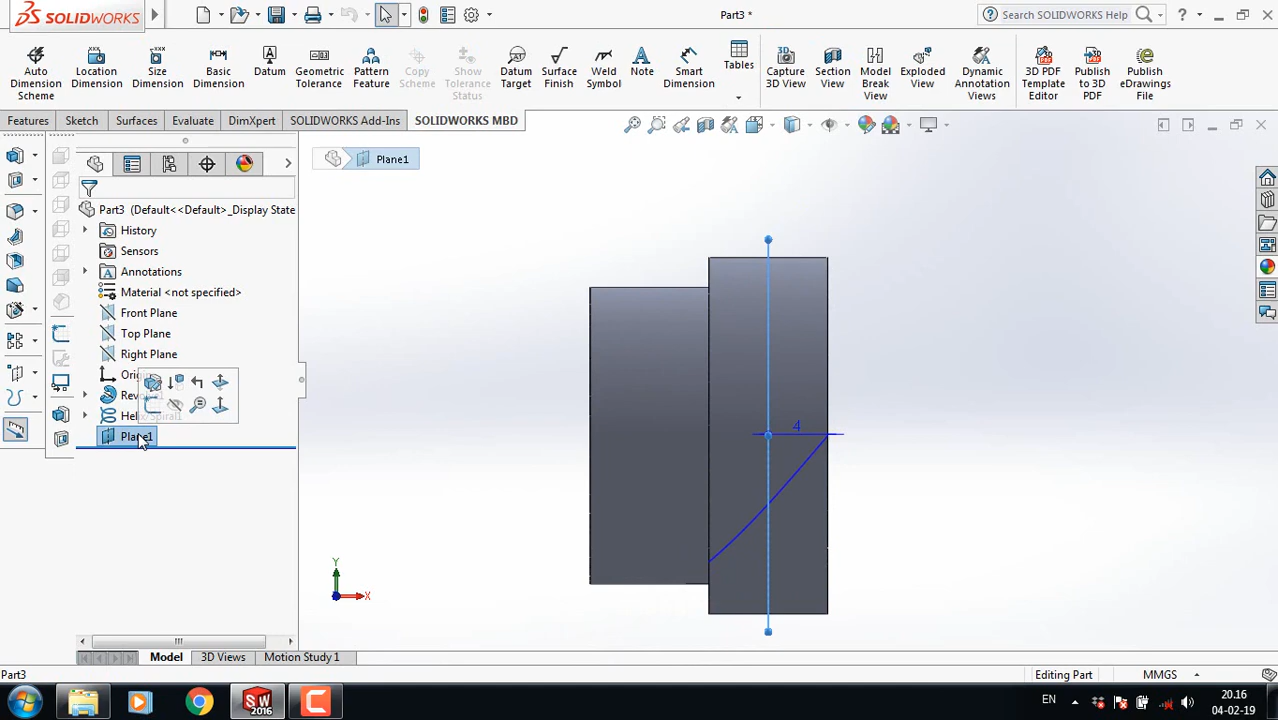 SOLIDWORKS
Part3 *
Search SOLIDWORKS Help
Auto Dimension Scheme
Location Dimension
Size Dimension
Basic Dimension
Datum
Geometric Tolerance
Pattern Feature
Copy Scheme
Show Tolerance Status
Datum Target
Surface Finish
Weld Symbol
Note
Smart Dimension
Tables
Capture 3D View
Section View
Model Break View
Exploded View
Dynamic Annotation Views
3D PDF Template Editor
Publish to 3D PDF
Publish eDrawings File
Features
Sketch
Surfaces
Evaluate
DimXpert
SOLIDWORKS Add-Ins
SOLIDWORKS MBD
Plane1
Part3 (Default<<Default>_Display State
History
Sensors
Annotations
Material <not specified>
Front Plane
Top Plane
Right Plane
Helix/Spiral1
Plane1
4
Y
X
Model
3D Views
Motion Study 1
Part3
Editing Part
MMGS
SW
2016
EN
20.16
04-02-19